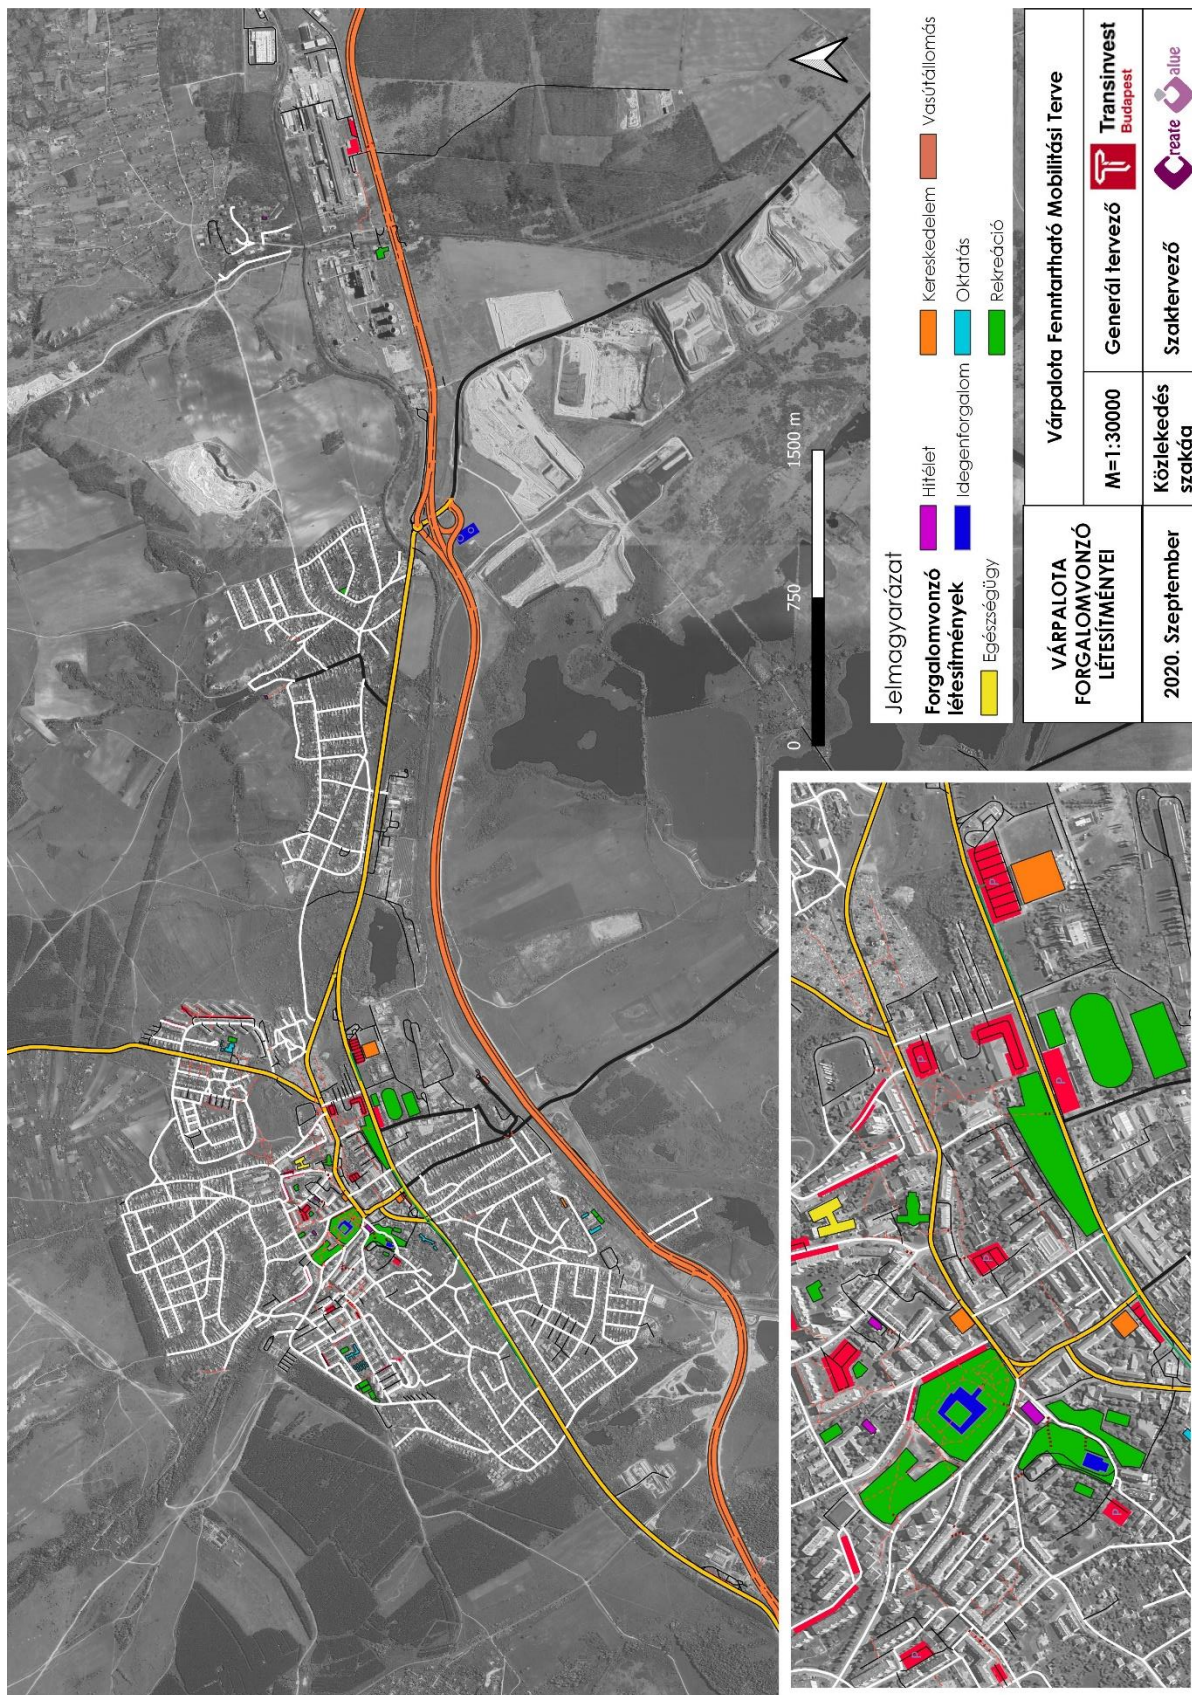 Jelmagyarázat
Forgalomvonzó
létesítmények
Egészségügy
Hitélet
Idegenforgalom
Kereskedelem
Oktatás
Rekreáció
Vasútállomás
0 750 1500 m
VÁRPALOTA
FORGALOMVONZÓ
LÉTESÍTMÉNYEI
2020. Szeptember
Várpalota Fenntartható Mobilitási Terve
M=1:30000
Generál tervező
Transinvest
Budapest
Közlekedés
szakág
Szaktervező
Create
alue
P
P
P
P
P
P